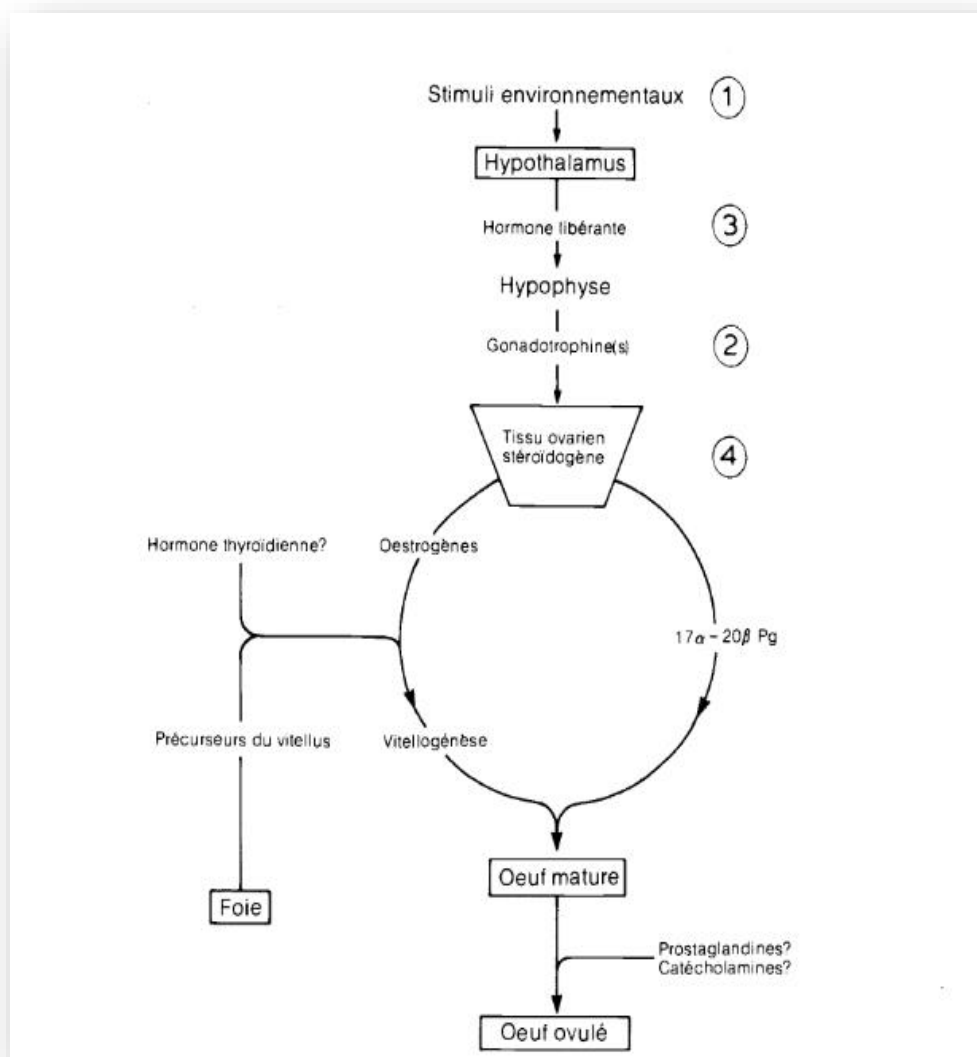 Stimuli environnementaux
1
Hypothalamus
Hormone libérante
3
Hypophyse
Gonadotrophine(s)
2
Tissu ovarien
stéroïdogène
4
Hormone thyroïdienne?
Oestrogènes
17α-20β Pg
Précurseurs du vitellus
Vitellogénèse
Oeuf mature
Foie
Prostaglandines?
Catécholamines?
Oeuf ovulé